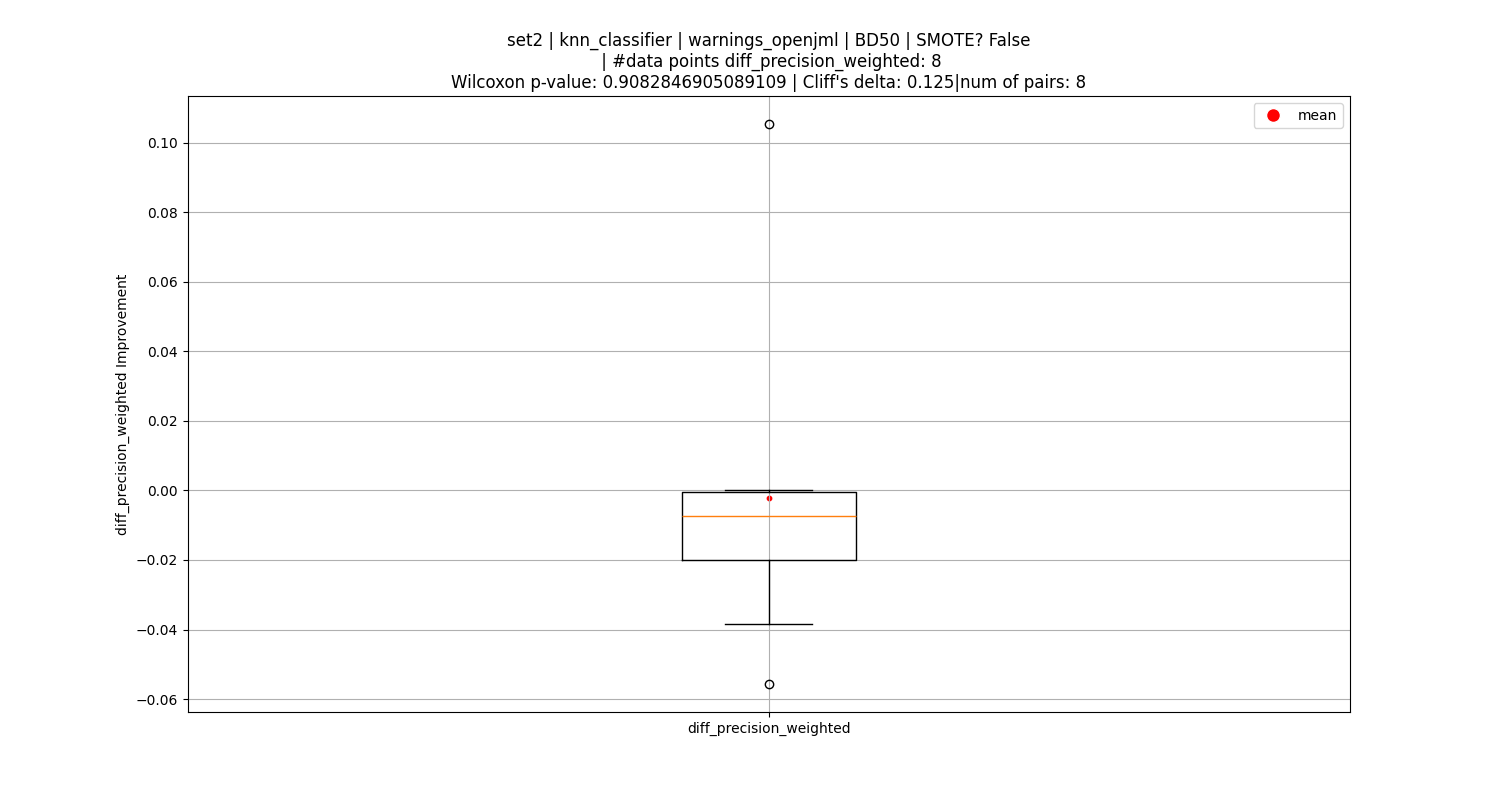 set2 | knn_classifier | warnings_openjml | BD50 | SMOTE? False
| #data points diff_precision_weighted: 8
Wilcoxon p-value: 0.9082846905089109 | Cliff's delta: 0.125|num of pairs: 8
mean
0.10
0.08
0.06
0.04
0.02
0.00
−0.02
−0.04
−0.06
diff_precision_weighted Improvement
diff_precision_weighted